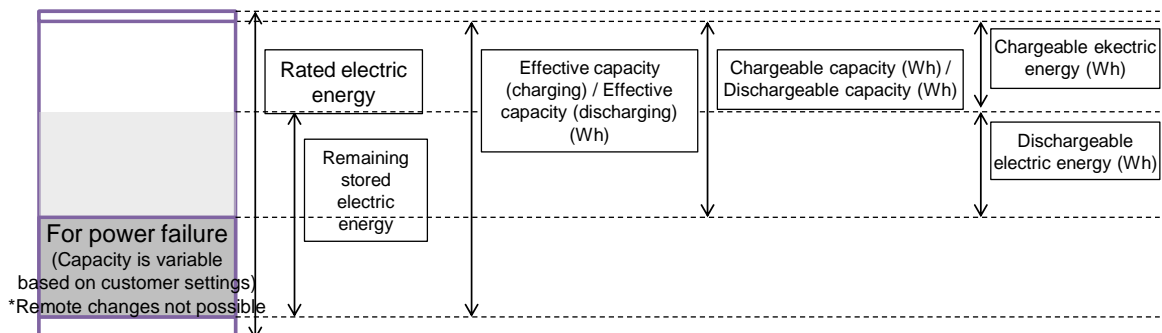 Rated electric
energy
Remaining
stored
electric
energy
Effective capacity
(charging) / Effective
capacity (discharging)
(Wh)
Chargeable capacity (Wh) /
Dischargeable capacity (Wh)
Chargeable ekectric
energy (Wh)
Dischargeable
electric energy (Wh)
For power failure
(Capacity is variable
based on customer settings)
*Remote changes not possible